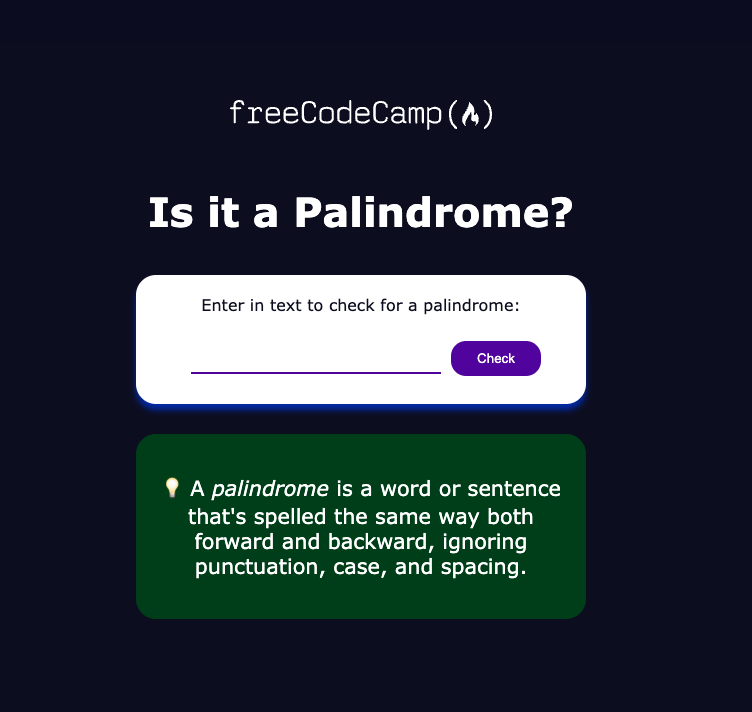 freeCodeCamp(🔥)
Is it a Palindrome?
Enter in text to check for a palindrome:
Check
💡 A palindrome is a word or sentence
that's spelled the same way both
forward and backward, ignoring
punctuation, case, and spacing.